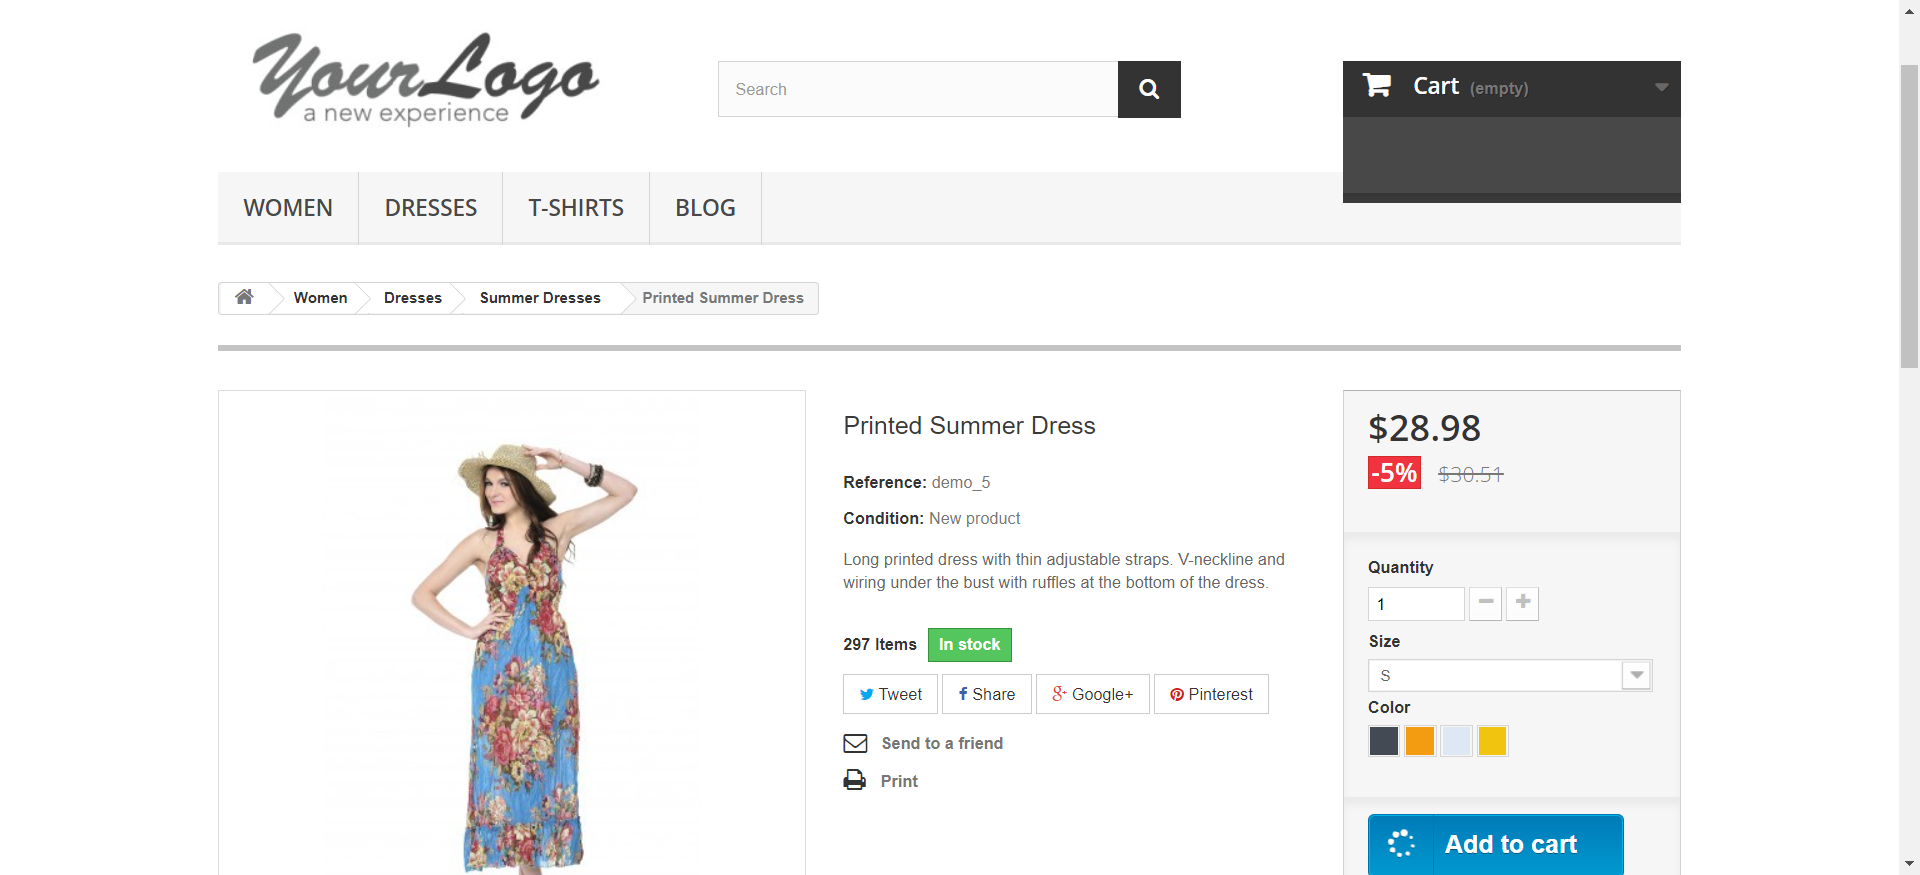 YourLogo
a new experience
Search
Cart (empty)
WOMEN DRESSES T-SHIRTS BLOG
Women Dresses Summer Dresses Printed Summer Dress
Printed Summer Dress
Reference: demo_5
Condition: New product
Long printed dress with thin adjustable straps. V-neckline and
wiring under the bust with ruffles at the bottom of the dress.
297 Items In stock
Tweet Share Google+ Pinterest
Send to a friend
Print
$28.98
-5% $30.51
Quantity
1
Size
S
Color
Add to cart